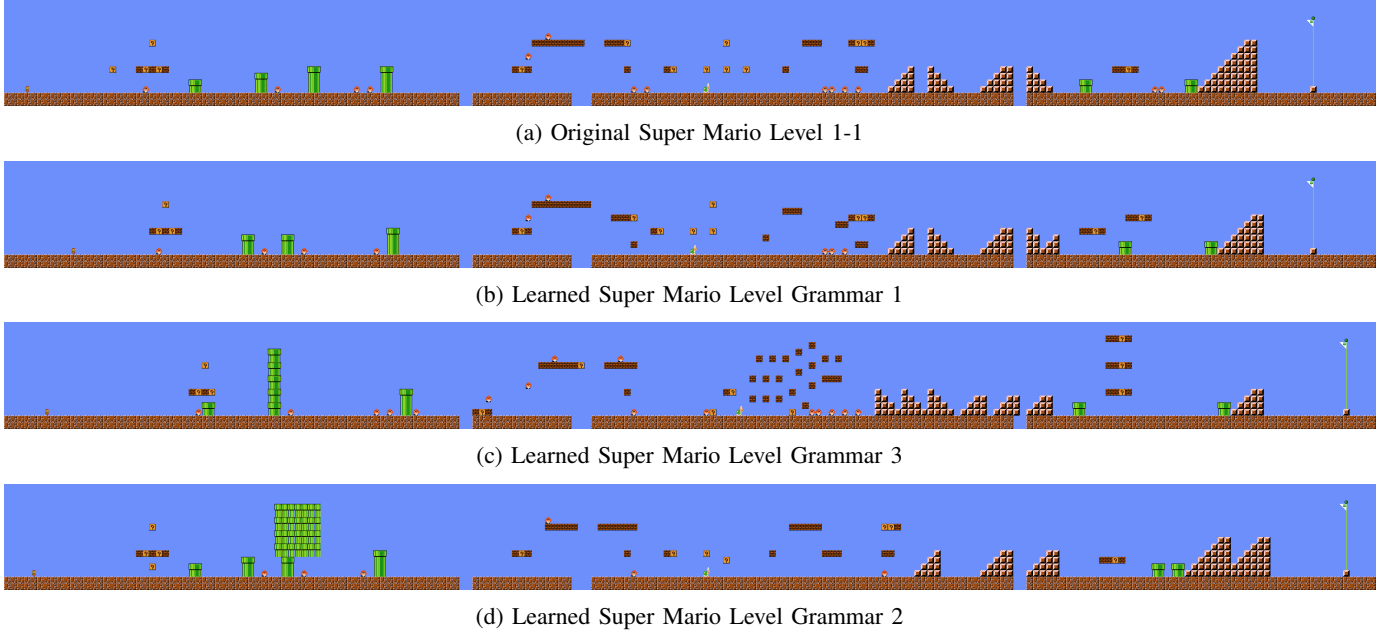 (a) Original Super Mario Level 1-1
(b) Learned Super Mario Level Grammar 1
(c) Learned Super Mario Level Grammar 3
(d) Learned Super Mario Level Grammar 2